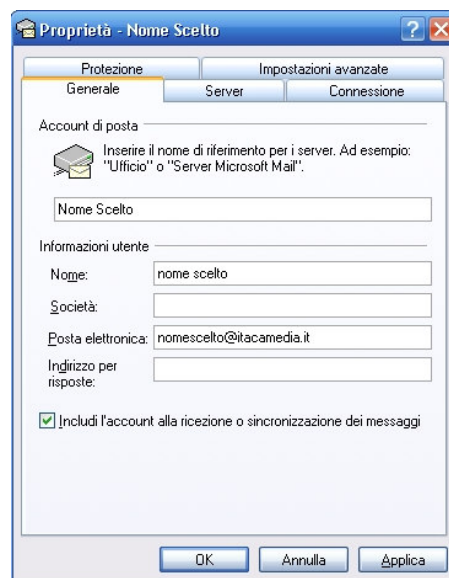 Proprietà - Nome Scelto
Protezione
Impostazioni avanzate
Generale
Server
Connessione
Account di posta
Inserire il nome di riferimento per i server. Ad esempio:
"Ufficio" o "Server Microsoft Mail".
Nome Scelto
Informazioni utente
Nome:
nome scelto
Società:
Posta elettronica:
nomescelto@itacamedia.it
Indirizzo per
risposte:
Includi l'account alla ricezione o sincronizzazione dei messaggi
OK
Annulla
Applica